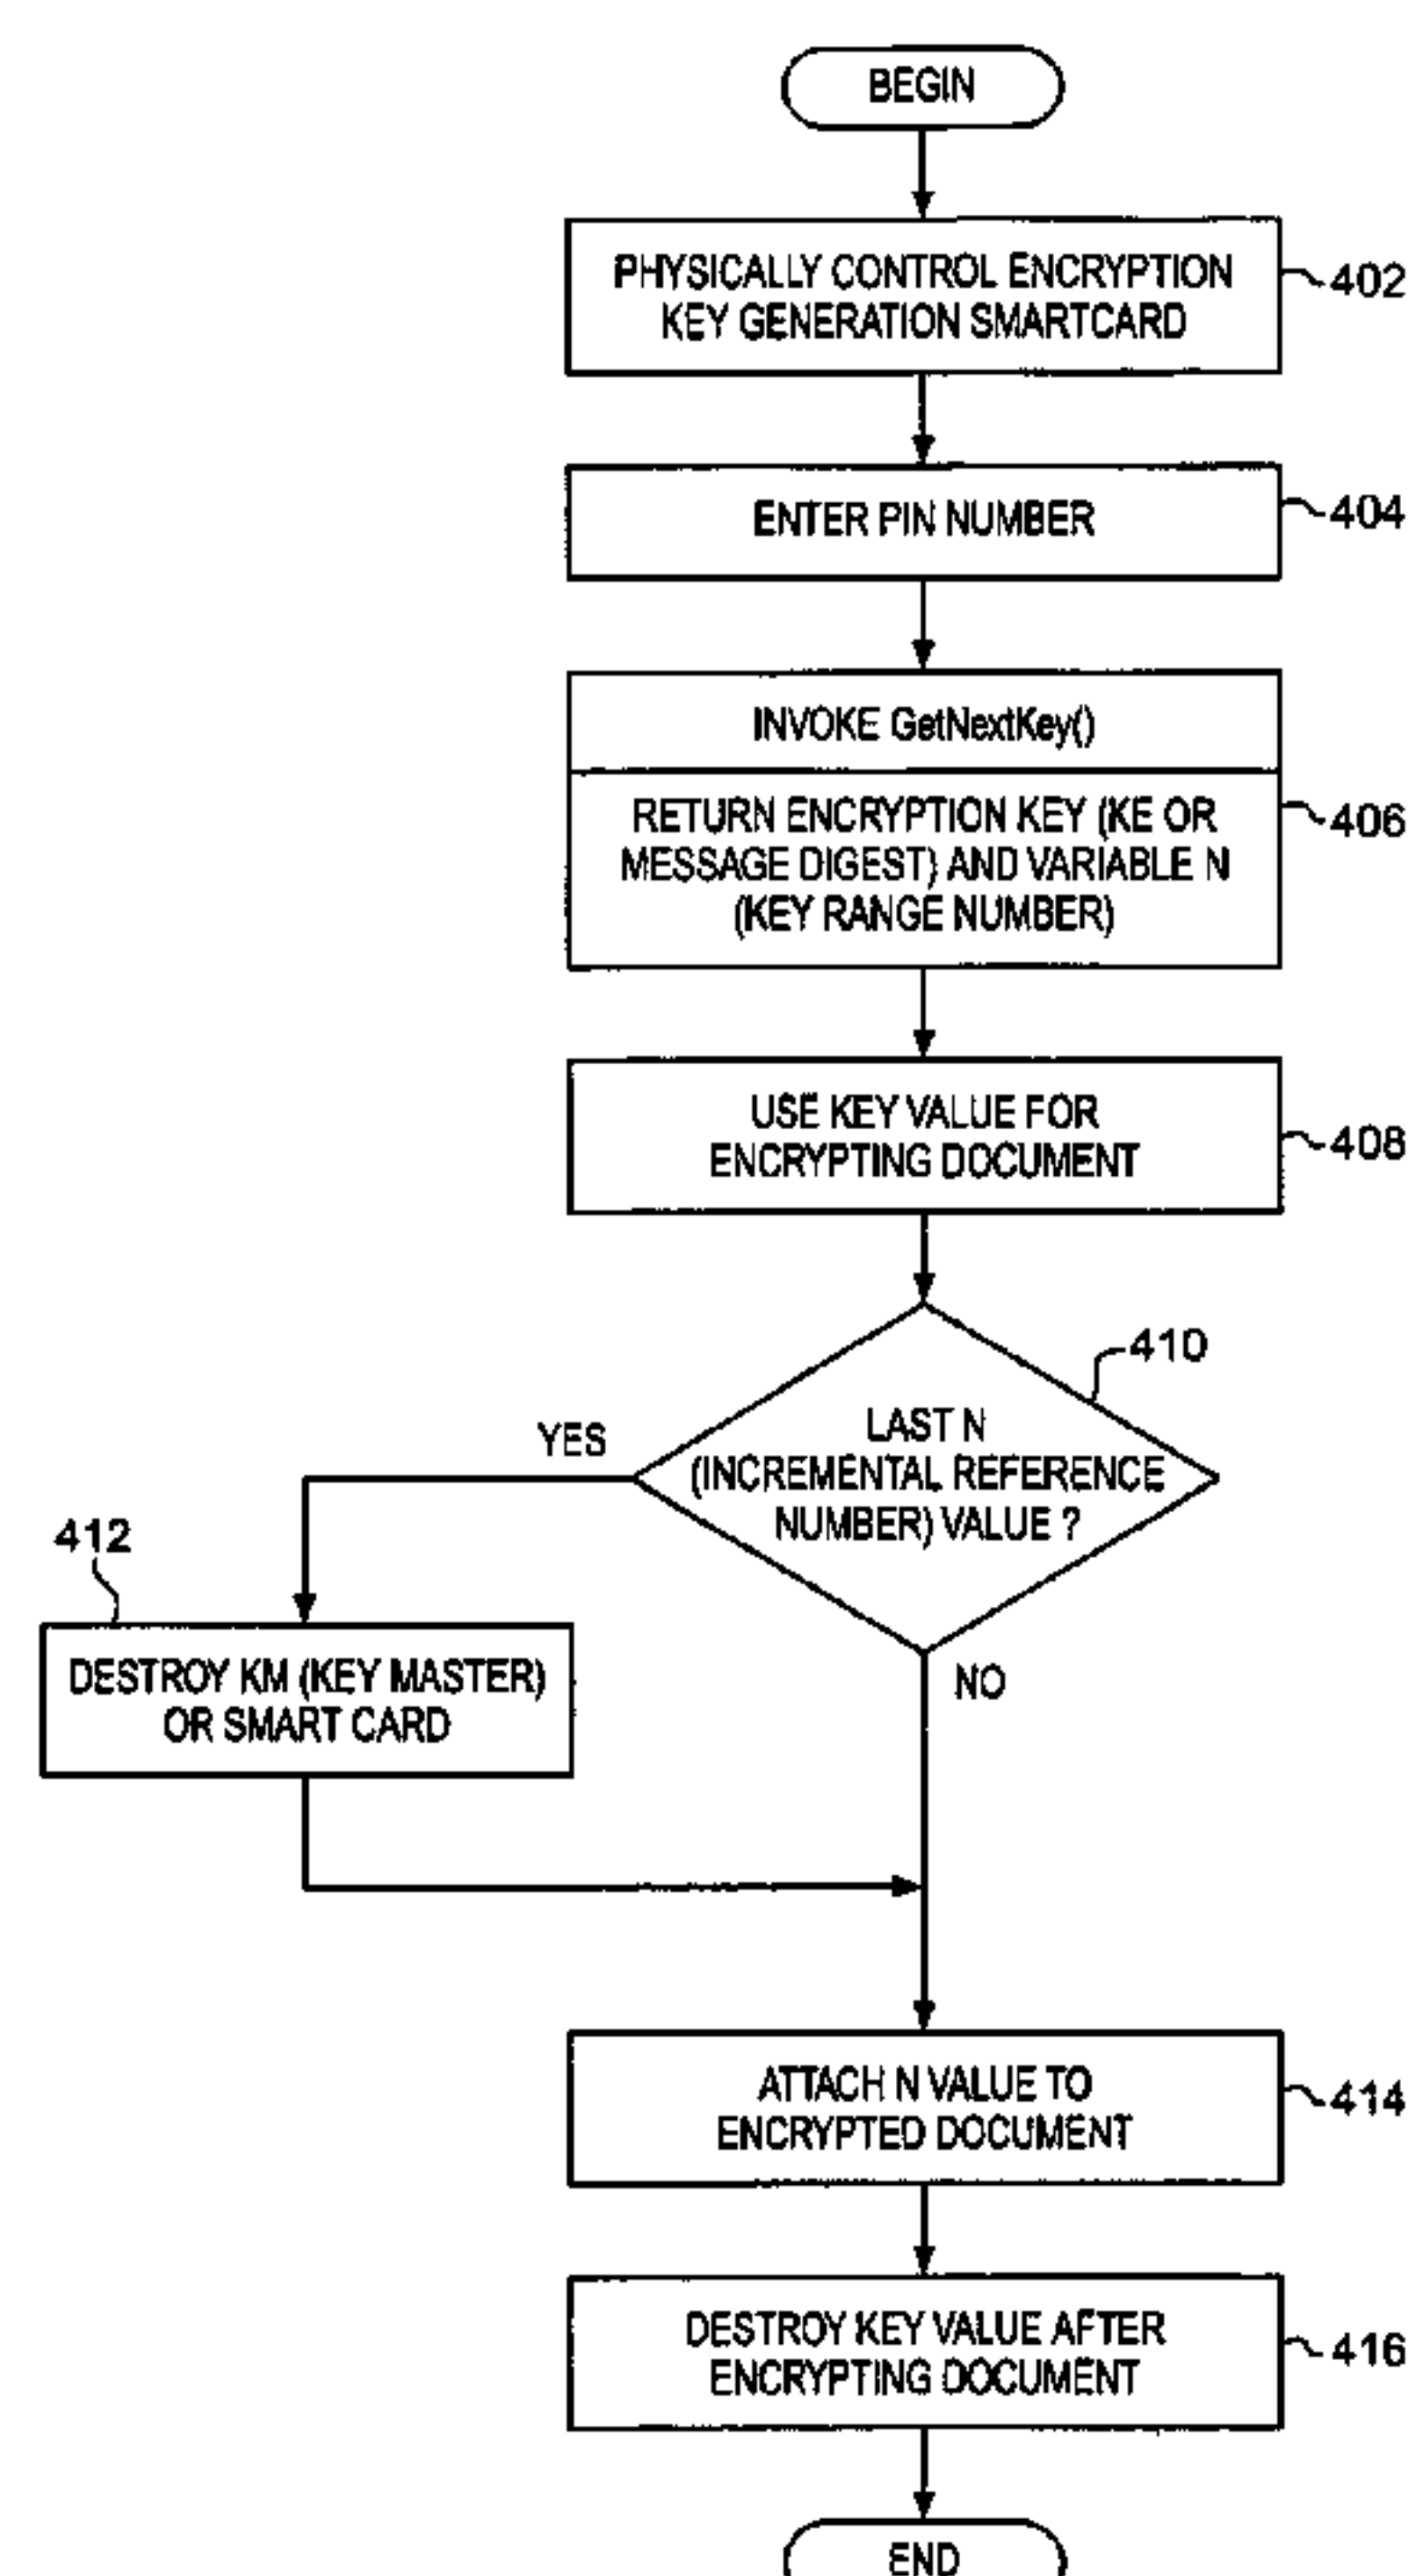 BEGIN
PHYSICALLY CONTROL ENCRYPTION
KEY GENERATION SMARTCARD
402
ENTER PIN NUMBER
404
INVOKE GetNextKey()
RETURN ENCRYPTION KEY (KE OR
MESSAGE DIGEST) AND VARIABLE N
(KEY RANGE NUMBER)
406
USE KEY VALUE FOR
ENCRYPTING DOCUMENT
408
410
LAST N
(INCREMENTAL REFERENCE
NUMBER) VALUE ?
YES
NO
412
DESTROY KM (KEY MASTER)
OR SMART CARD
ATTACH N VALUE TO
ENCRYPTED DOCUMENT
414
DESTROY KEY VALUE AFTER
ENCRYPTING DOCUMENT
416
END